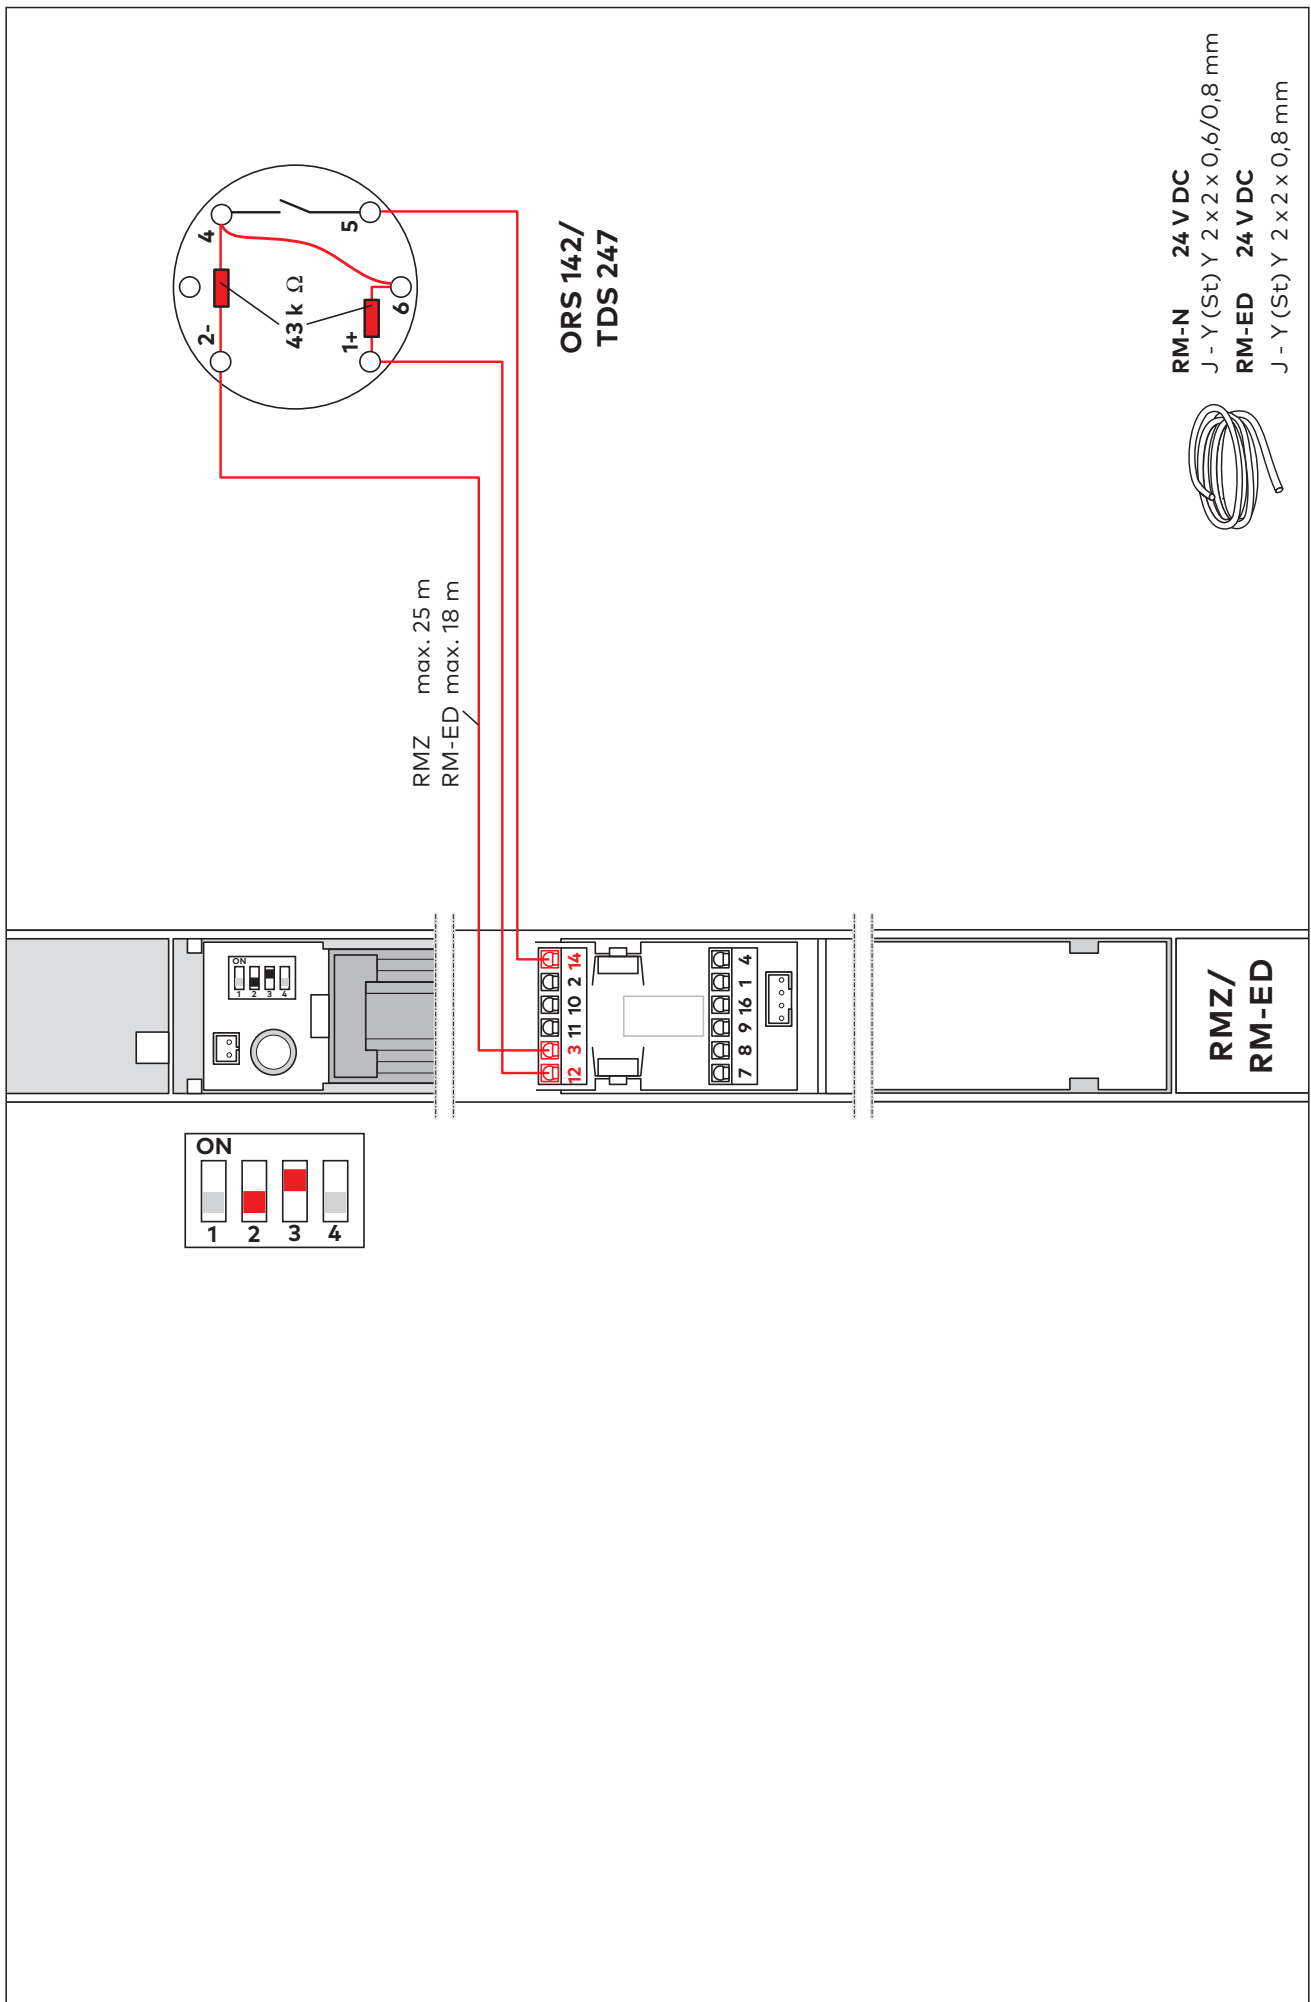 4
5
2-
43 k Ω
1+
6
ORS 142/
TDS 247
RM-N 24 V DC
J - Y (St) Y 2 x 2 x 0,6/0,8 mm
RM-ED 24 V DC
J - Y (St) Y 2 x 2 x 0,8 mm
RMZ max. 25 m
RM-ED max. 18 m
ON
1 2 3 4
12 3 11 10 2 14
7 8 9 16 1 4
RMZ/
RM-ED
ON
1 2 3 4